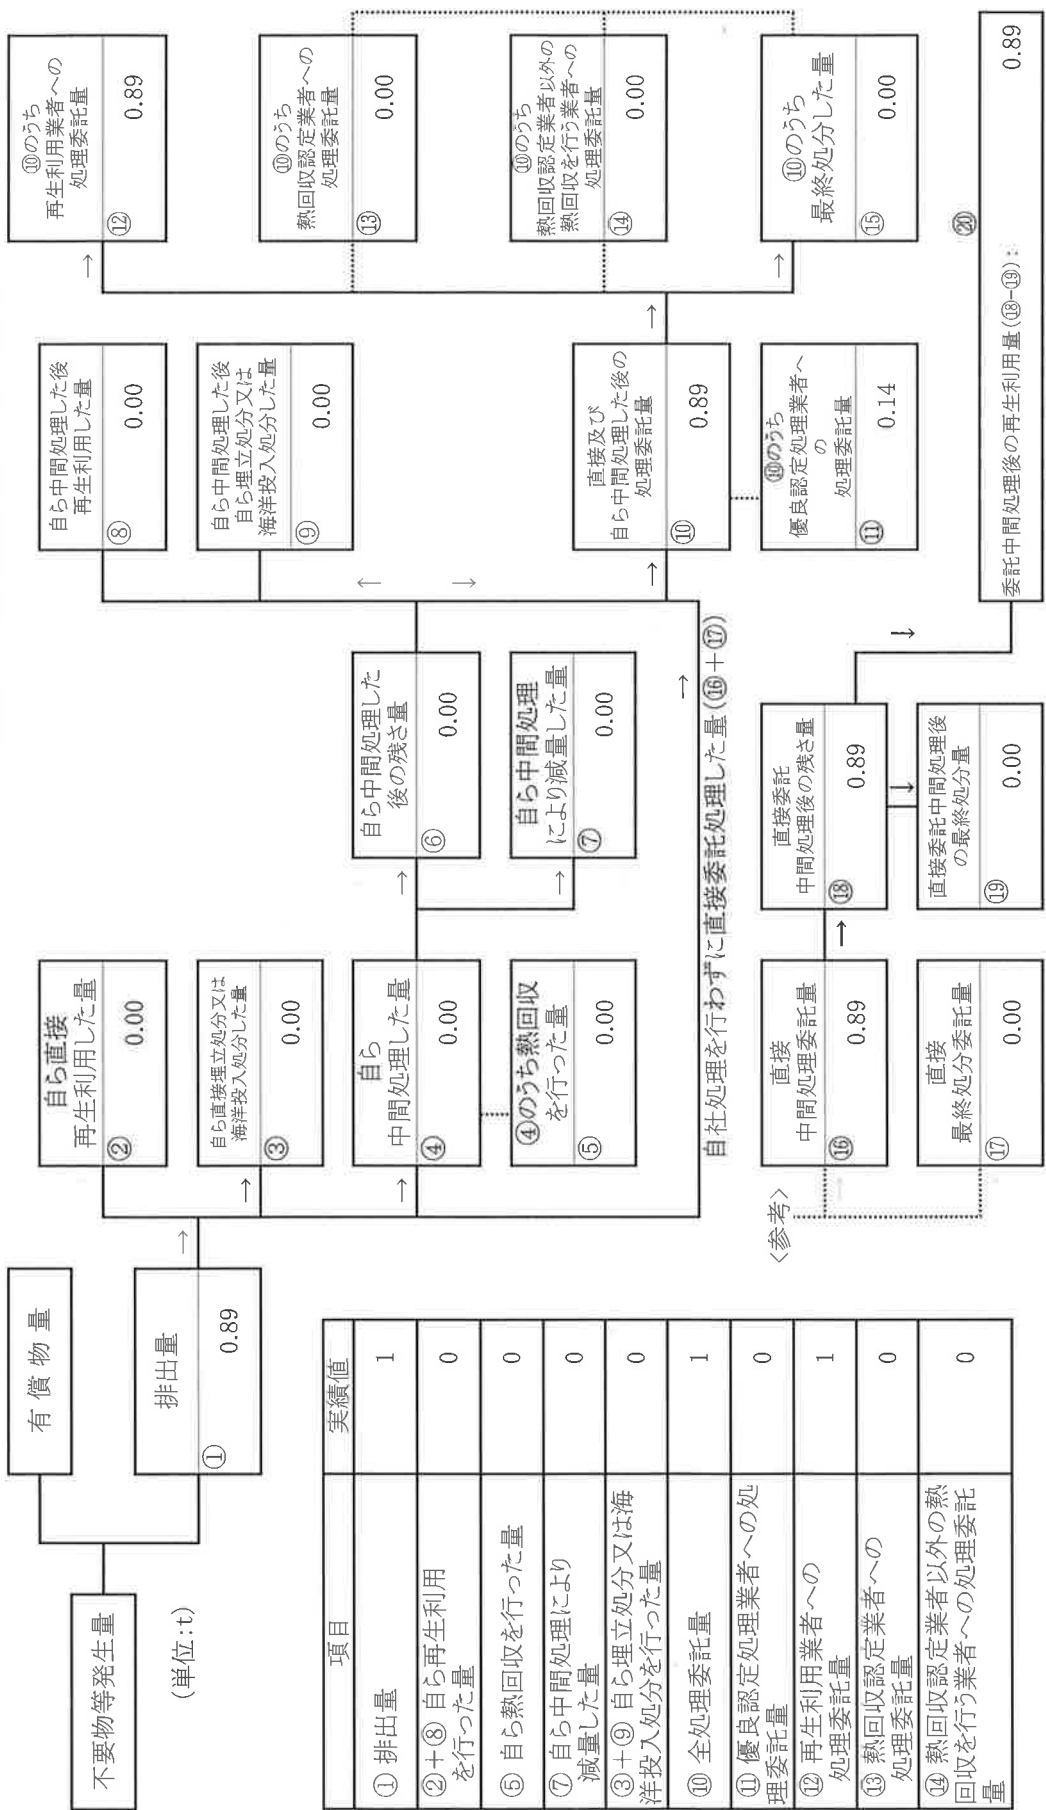 不要物等発生量
有償物量
排出量
①
0.89
(単位:t)
自ら直接
再生利用した量
②
0.00
自ら直接埋立処分又は
海洋投入処分した量
③
0.00
自ら
中間処理した量
④
0.00
④のうち熱回収
を行った量
⑤
0.00
自ら中間処理した
後の残さ量
⑥
0.00
自ら中間処理
により減量した量
⑦
0.00
自ら中間処理した後
再生利用した量
⑧
0.00
自ら中間処理した後
自ら埋立処分又は
海洋投入処分した量
⑨
0.00
直接及び
自ら中間処理した後の
処理委託量
⑩
0.89
⑩のうち
優良認定処理業者へ
の
処理委託量
⑪
0.14
⑩のうち
再生利用業者への
処理委託量
⑫
0.89
⑩のうち
熱回収認定業者への
処理委託量
⑬
0.00
⑩のうち
熱回収認定業者以外の
熱回収を行う業者への
処理委託量
⑭
0.00
⑩のうち
最終処分した量
⑮
0.00
自社処理を行わずに直接委託処理した量(⑯+⑰)
<参考>
直接
中間処理委託量
⑯
0.89
直接
最終処分委託量
⑰
0.00
直接委託
中間処理後の残さ量
⑱
0.89
直接委託中間処理後
の最終処分量
⑲
0.00
⑳
委託中間処理後の再生利用量(⑱-⑲):
0.89
項目 実績値
① 排出量 1
②+⑧ 自ら再生利用
を行った量 0
⑤ 自ら熱回収を行った量 0
⑦ 自ら中間処理により
減量した量 0
③+⑨ 自ら埋立処分又は海
洋投入処分を行った量 0
⑩ 全処理委託量 1
⑪ 優良認定処理業者への処
理委託量 0
⑫ 再生利用業者への
処理委託量 1
⑬ 熱回収認定業者への
処理委託量 0
⑭ 熱回収認定業者以外の熱
回収を行う業者への処理委託
量 0